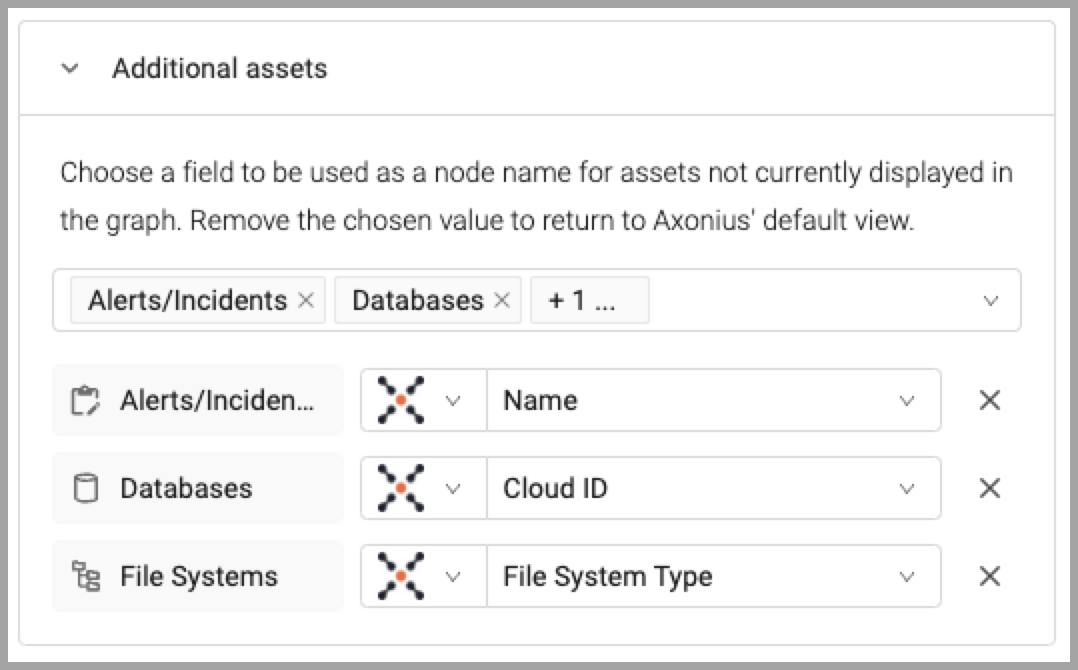 Additional assets
Choose a field to be used as a node name for assets not currently displayed in
the graph. Remove the chosen value to return to Axonius' default view.
Alerts/Incidents Databases + 1 ...
Alerts/Inciden... Name
Databases Cloud ID
File Systems File System Type